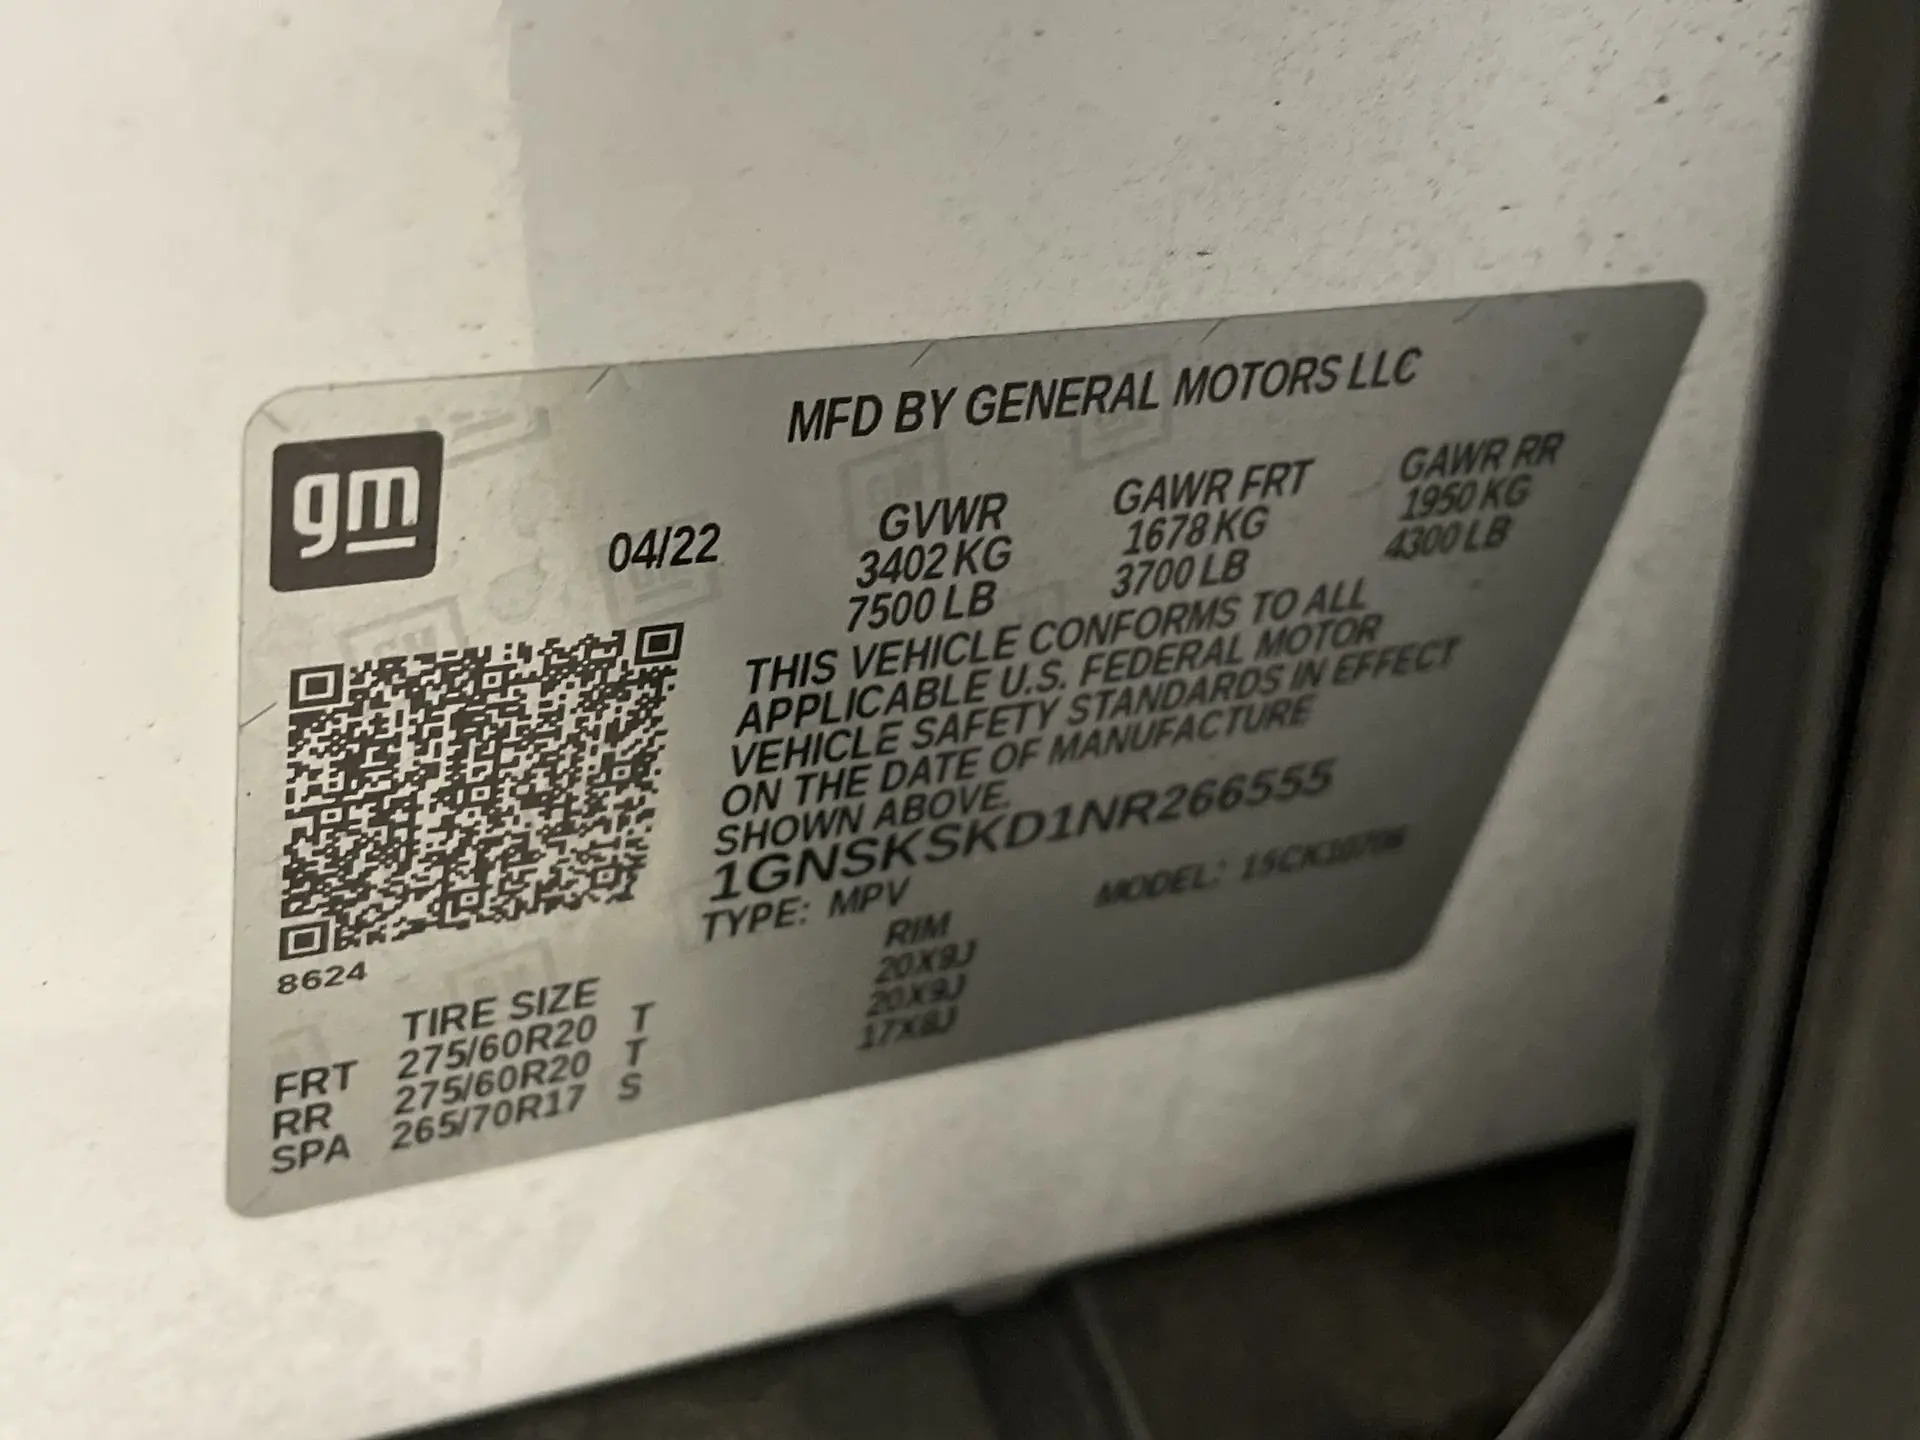 MFD BY GENERAL MOTORS LLC
gm
04/22
GVWR
3402 KG
7500 LB
GAWR FRT
1678 KG
3700 LB
GAWR RR
1950 KG
4300 LB
THIS VEHICLE CONFORMS TO ALL
APPLICABLE U.S. FEDERAL MOTOR
VEHICLE SAFETY STANDARDS IN EFFECT
ON THE DATE OF MANUFACTURE
SHOWN ABOVE.
1GNSKSKD1NR266555
TYPE: MPV MODEL:
8624
TIRE SIZE RIM
FRT 275/60R20 T 20X9J
RR 275/60R20 T 20X9J
SPA 265/70R17 S 17X8J